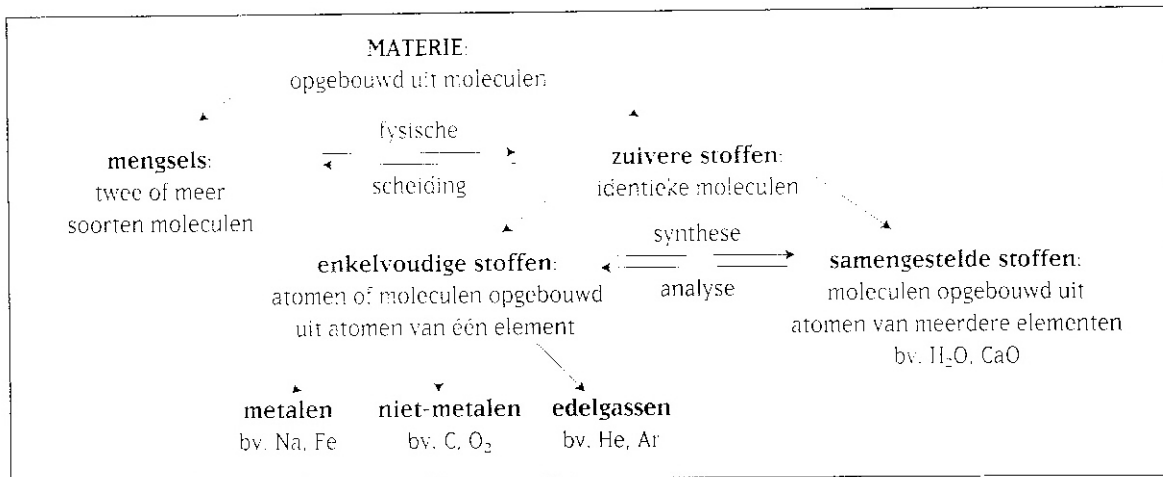 MATERIE:
opgebouwd uit moleculen
fysische
scheiding
mengsels:
twee of meer
soorten moleculen
zuivere stoffen:
identieke moleculen
synthese
analyse
enkelvoudige stoffen:
atomen of moleculen opgebouwd
uit atomen van één element
samengestelde stoffen:
moleculen opgebouwd uit
atomen van meerdere elementen
bv. H₂O, CaO
metalen
bv. Na, Fe
niet-metalen
bv. C, O₂
edelgassen
bv. He, Ar